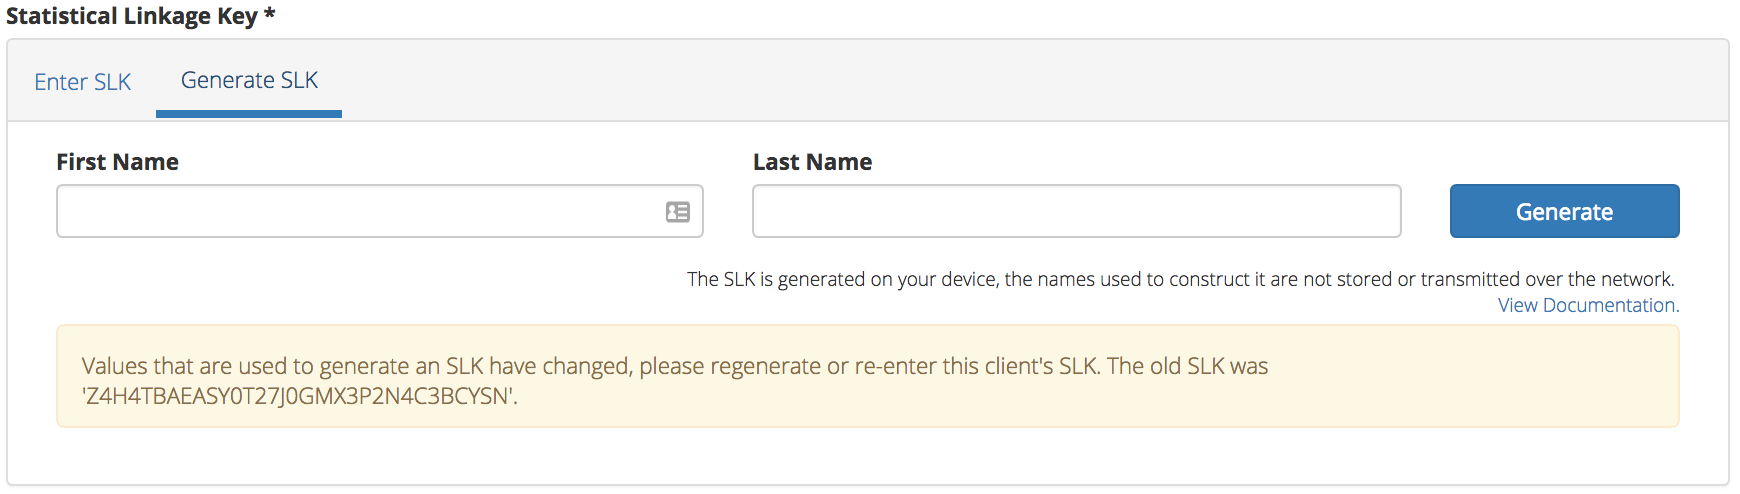 Statistical Linkage Key *
Enter SLK
Generate SLK
First Name
Last Name
Generate
The SLK is generated on your device, the names used to construct it are not stored or transmitted over the network.
View Documentation.
Values that are used to generate an SLK have changed, please regenerate or re-enter this client's SLK. The old SLK was
'Z4H4TBAEASY0T27J0GMX3P2N4C3BCYSN'.